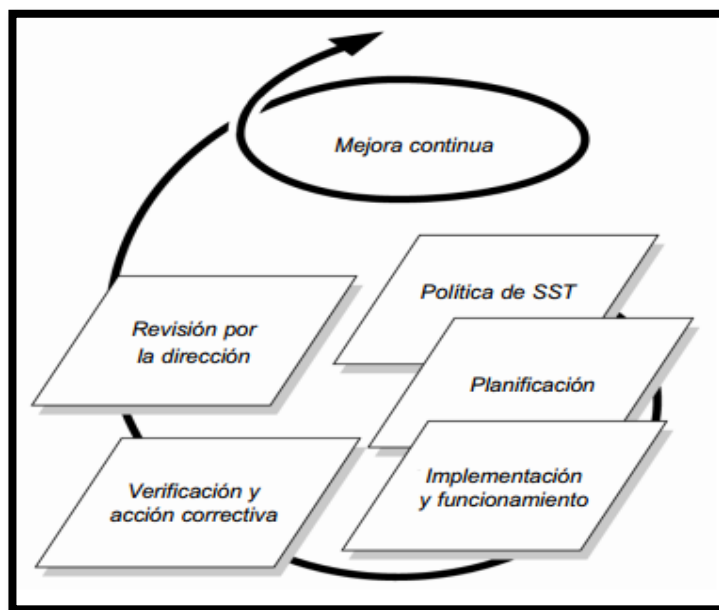 Mejora continua
Política de SST
Planificación
Implementación
y funcionamiento
Verificación y
acción correctiva
Revisión por
la dirección